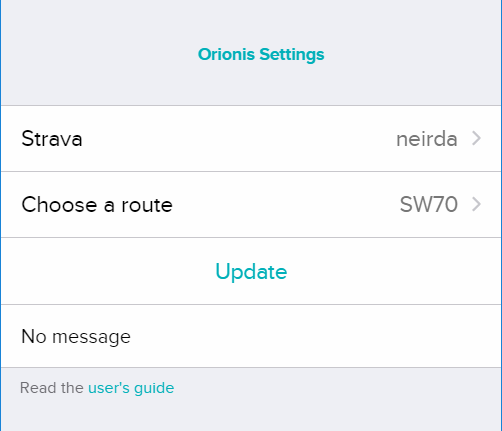 Orionis Settings
Strava neirda
Choose a route SW70
Update
No message
Read the user's guide